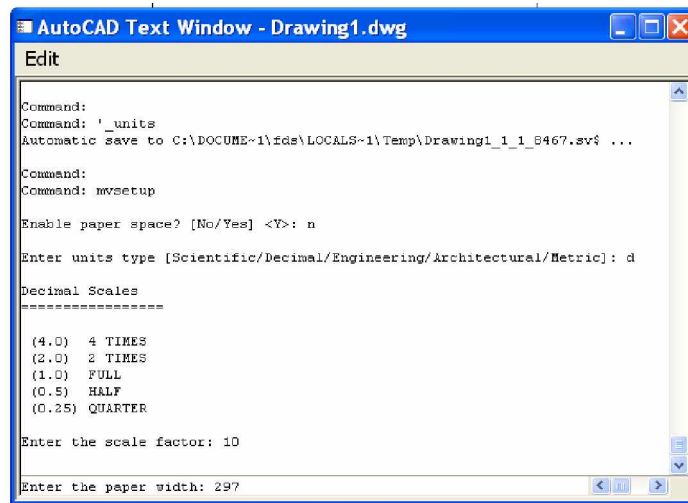 AutoCAD Text Window - Drawing1.dwg
Edit
Command:
Command: '_units
Automatic save to C:\DOCUME~1\fds\LOCALS~1\Temp\Drawing1_1_1_8467.sv$ ...
Command:
Command: mvsetup
Enable paper space? [No/Yes] <Y>: n
Enter units type [Scientific/Decimal/Engineering/Architectural/Metric]: d
Decimal Scales
=================
(4.0) 4 TIMES
(2.0) 2 TIMES
(1.0) FULL
(0.5) HALF
(0.25) QUARTER
Enter the scale factor: 10
Enter the paper width: 297